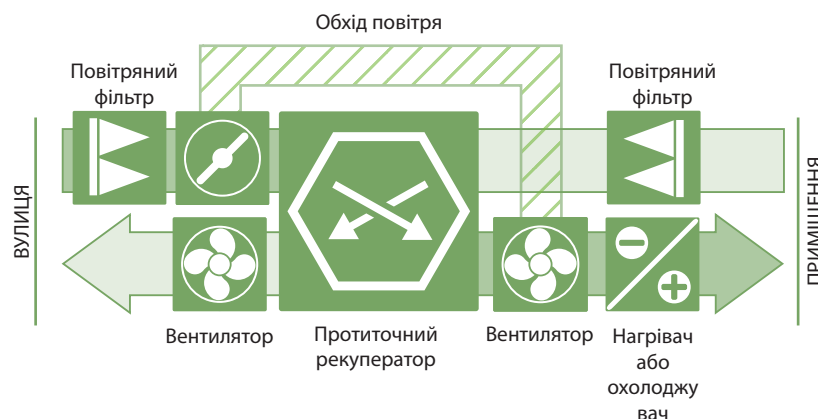 Обхід повітря
Повітряний
фільтр
Повітряний
фільтр
ВУЛИЦЯ
ПРИМІЩЕННЯ
Вентилятор
Протиточний
рекуператор
Вентилятор
Нагрівач
або
охолоджу
вач